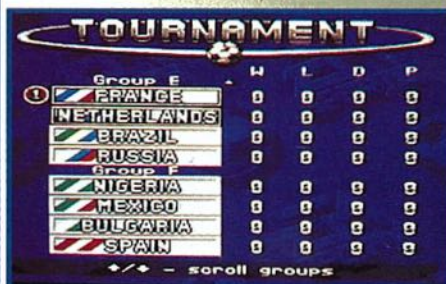 TOURNAMENT
W L D P
Group E
1 FRANCE 0 0 0 0
NETHERLANDS 0 0 0 0
BRAZIL 0 0 0 0
RUSSIA 0 0 0 0
Group F
NIGERIA 0 0 0 0
MEXICO 0 0 0 0
BULGARIA 0 0 0 0
SPAIN 0 0 0 0
↑/↓ - scroll groups